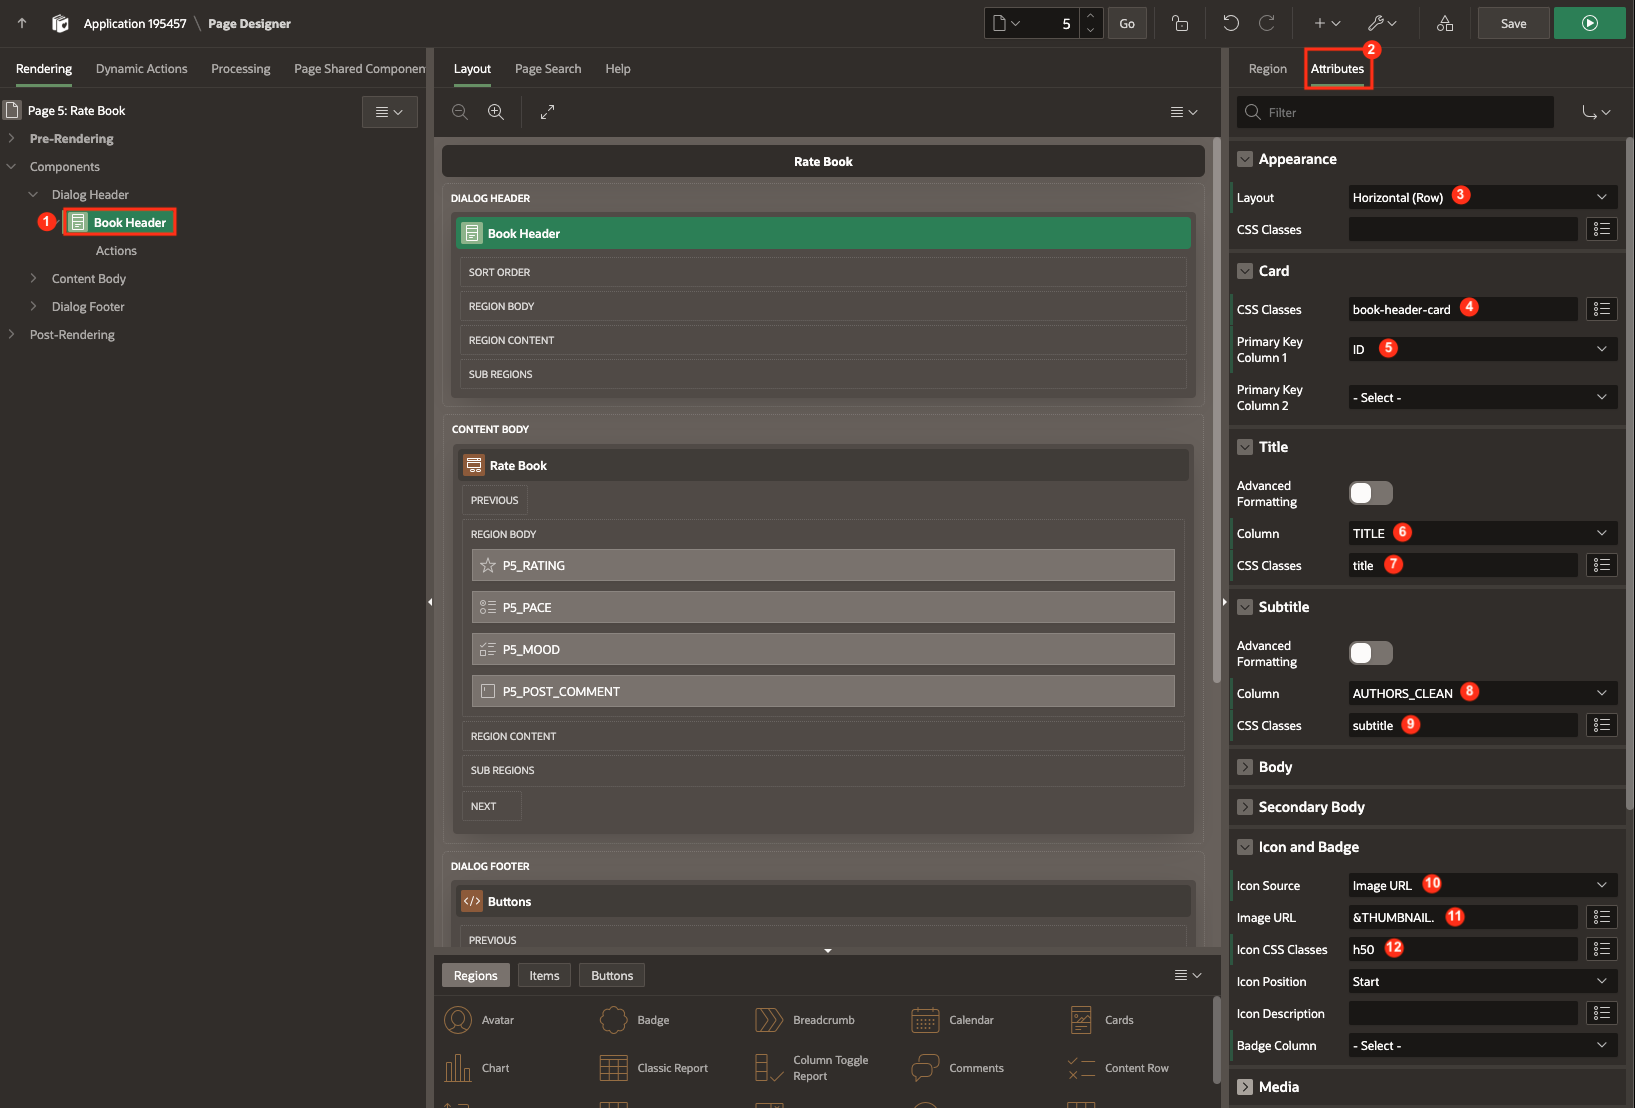 Application 195457 \ Page Designer
5
Go
Save
Rendering
Dynamic Actions
Processing
Page Shared Componen
Page 5: Rate Book
Pre-Rendering
Components
Dialog Header
1
Book Header
Actions
Content Body
Dialog Footer
Post-Rendering
Layout
Page Search
Help
Rate Book
DIALOG HEADER
Book Header
SORT ORDER
REGION BODY
REGION CONTENT
SUB REGIONS
CONTENT BODY
Rate Book
PREVIOUS
REGION BODY
P5_RATING
P5_PACE
P5_MOOD
P5_POST_COMMENT
REGION CONTENT
SUB REGIONS
NEXT
DIALOG FOOTER
Buttons
PREVIOUS
Regions
Items
Buttons
Avatar
Badge
Breadcrumb
Calendar
Cards
Chart
Classic Report
Column Toggle
Report
Comments
Content Row
Region
Attributes
2
Filter
Appearance
Layout
Horizontal (Row) 3
CSS Classes
Card
CSS Classes
book-header-card 4
Primary Key
Column 1
ID 5
Primary Key
Column 2
- Select -
Title
Advanced
Formatting
Column
TITLE 6
CSS Classes
title 7
Subtitle
Advanced
Formatting
Column
AUTHORS_CLEAN 8
CSS Classes
subtitle 9
Body
Secondary Body
Icon and Badge
Icon Source
Image URL 10
Image URL
&THUMBNAIL. 11
Icon CSS Classes
h50 12
Icon Position
Start
Icon Description
Badge Column
- Select -
Media